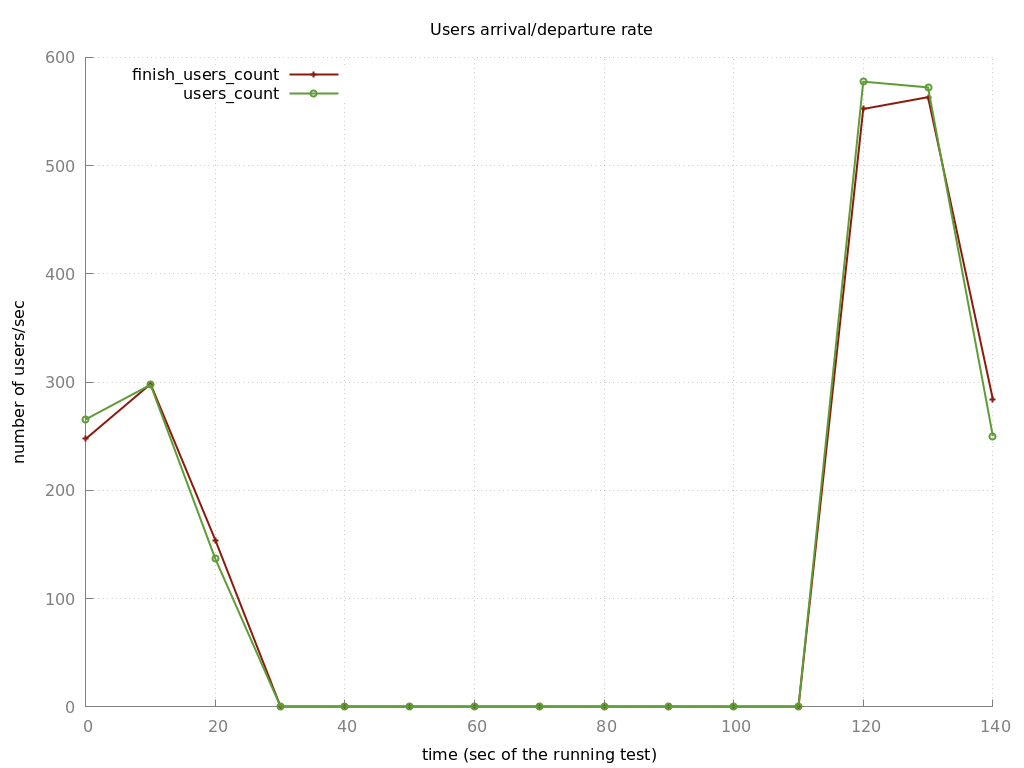 Users arrival/departure rate
600
finish_users_count
users_count
500
400
300
200
100
0
number of users/sec
0 20 40 60 80 100 120 140
time (sec of the running test)